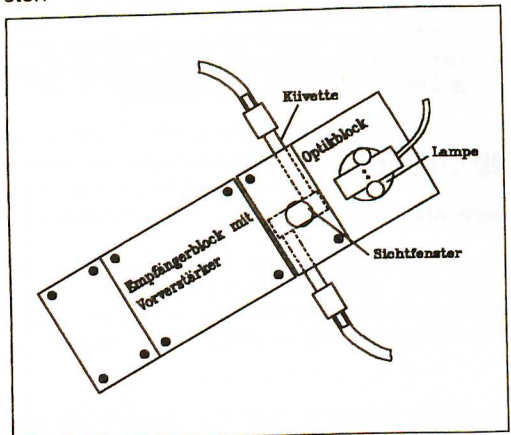 Küvette
Optikblock
Lampe
Empfängerblock mit
Vorverstärker
Sichtfenster